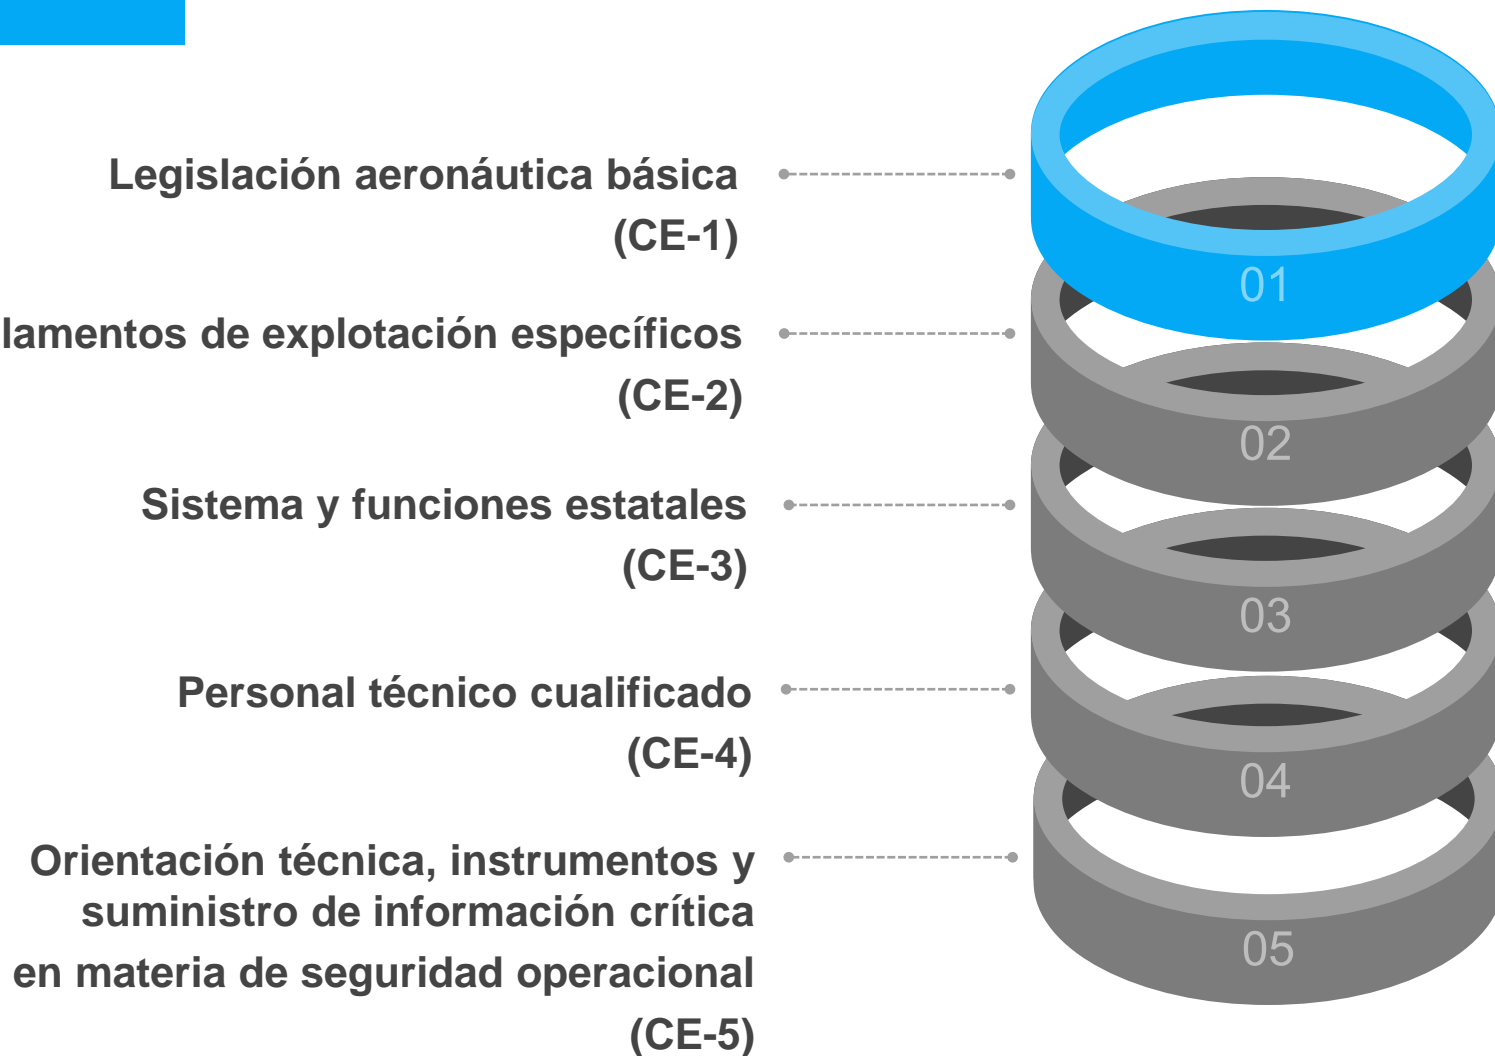 Legislación aeronáutica básica
(CE-1)
01
lamentos de explotación específicos
(CE-2)
02
Sistema y funciones estatales
(CE-3)
03
Personal técnico cualificado
(CE-4)
04
Orientación técnica, instrumentos y
suministro de información crítica
en materia de seguridad operacional
(CE-5)
05